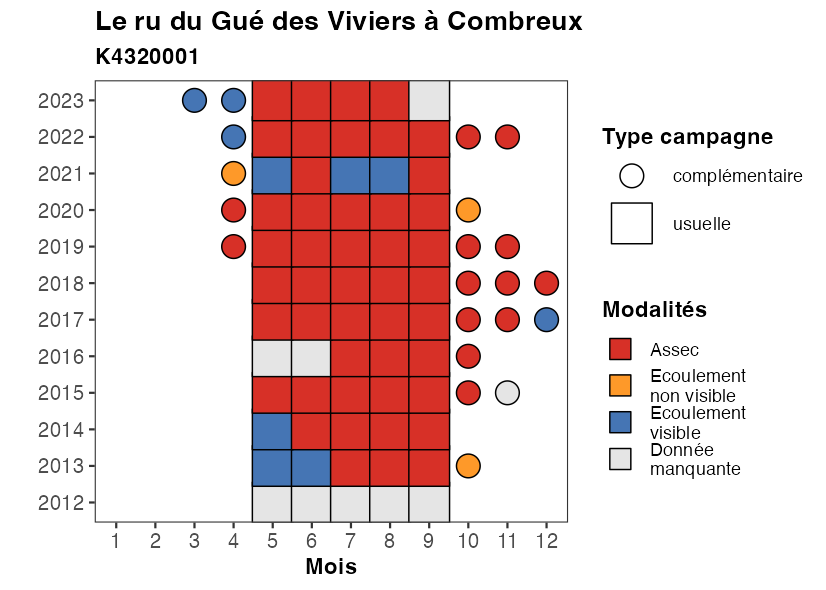 Le ru du Gué des Viviers à Combreux
K4320001
2023
2022
2021
2020
2019
2018
2017
2016
2015
2014
2013
2012
1 2 3 4 5 6 7 8 9 10 11 12
Mois
Type campagne
complémentaire
usuelle
Modalités
Assec
Ecoulement
non visible
Ecoulement
visible
Donnée
manquante